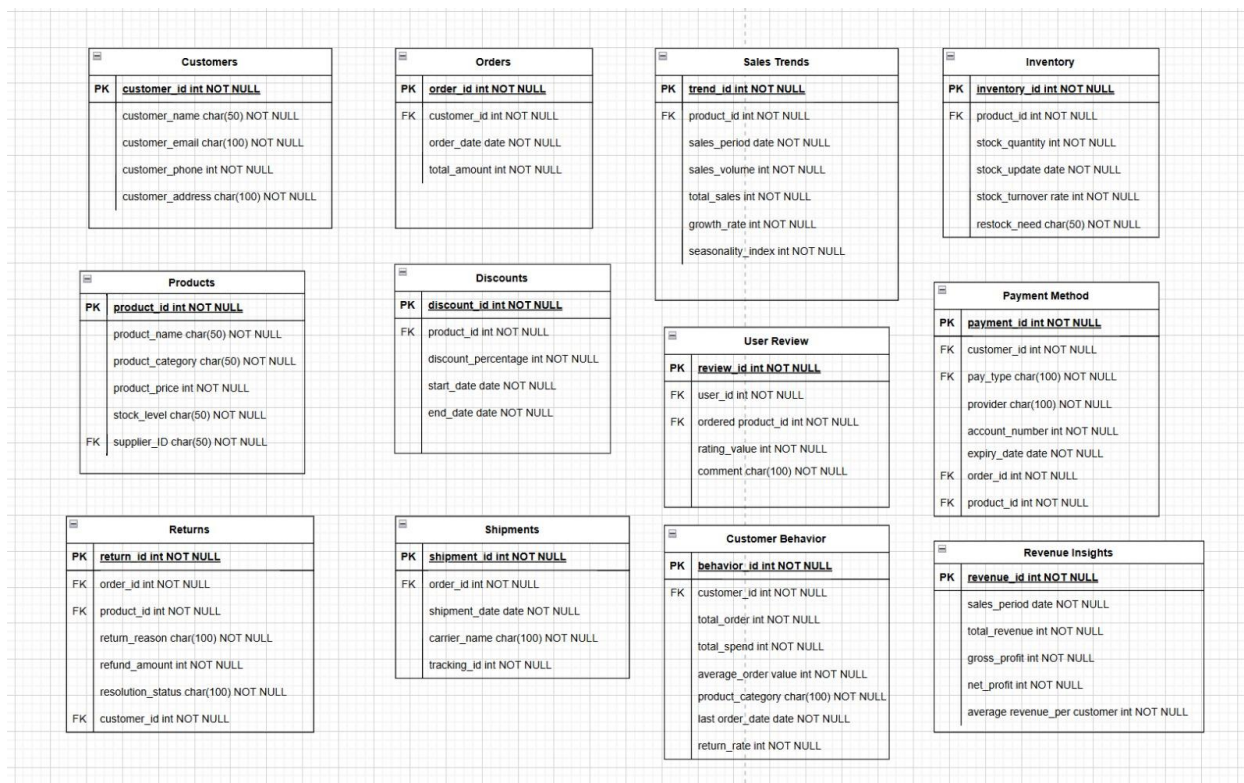 Customers
PK customer_id int NOT NULL
customer_name char(50) NOT NULL
customer_email char(100) NOT NULL
customer_phone int NOT NULL
customer_address char(100) NOT NULL
Orders
PK order_id int NOT NULL
FK customer_id int NOT NULL
order_date date NOT NULL
total_amount int NOT NULL
Sales Trends
PK trend_id int NOT NULL
FK product_id int NOT NULL
sales_period date NOT NULL
sales_volume int NOT NULL
total_sales int NOT NULL
growth_rate int NOT NULL
seasonality_index int NOT NULL
Inventory
PK inventory_id int NOT NULL
FK product_id int NOT NULL
stock_quantity int NOT NULL
stock_update date NOT NULL
stock_turnover rate int NOT NULL
restock_need char(50) NOT NULL
Products
PK product_id int NOT NULL
product_name char(50) NOT NULL
product_category char(50) NOT NULL
product_price int NOT NULL
stock_level char(50) NOT NULL
FK supplier_ID char(50) NOT NULL
Discounts
PK discount_id int NOT NULL
FK product_id int NOT NULL
discount_percentage int NOT NULL
start_date date NOT NULL
end_date date NOT NULL
User Review
PK review_id int NOT NULL
FK user_id int NOT NULL
FK ordered product_id int NOT NULL
rating_value int NOT NULL
comment char(100) NOT NULL
Payment Method
PK payment_id int NOT NULL
FK customer_id int NOT NULL
FK pay_type char(100) NOT NULL
provider char(100) NOT NULL
account_number int NOT NULL
expiry_date date NOT NULL
FK order_id int NOT NULL
FK product_id int NOT NULL
Returns
PK return_id int NOT NULL
FK order_id int NOT NULL
FK product_id int NOT NULL
return_reason char(100) NOT NULL
refund_amount int NOT NULL
resolution_status char(100) NOT NULL
FK customer_id int NOT NULL
Shipments
PK shipment_id int NOT NULL
FK order_id int NOT NULL
shipment_date date NOT NULL
carrier_name char(100) NOT NULL
tracking_id int NOT NULL
Customer Behavior
PK behavior_id int NOT NULL
FK customer_id int NOT NULL
total_order int NOT NULL
total_spend int NOT NULL
average_order value int NOT NULL
product_category char(100) NOT NULL
last order_date date NOT NULL
return_rate int NOT NULL
Revenue Insights
PK revenue_id int NOT NULL
sales_period date NOT NULL
total_revenue int NOT NULL
gross_profit int NOT NULL
net_profit int NOT NULL
average revenue_per customer int NOT NULL